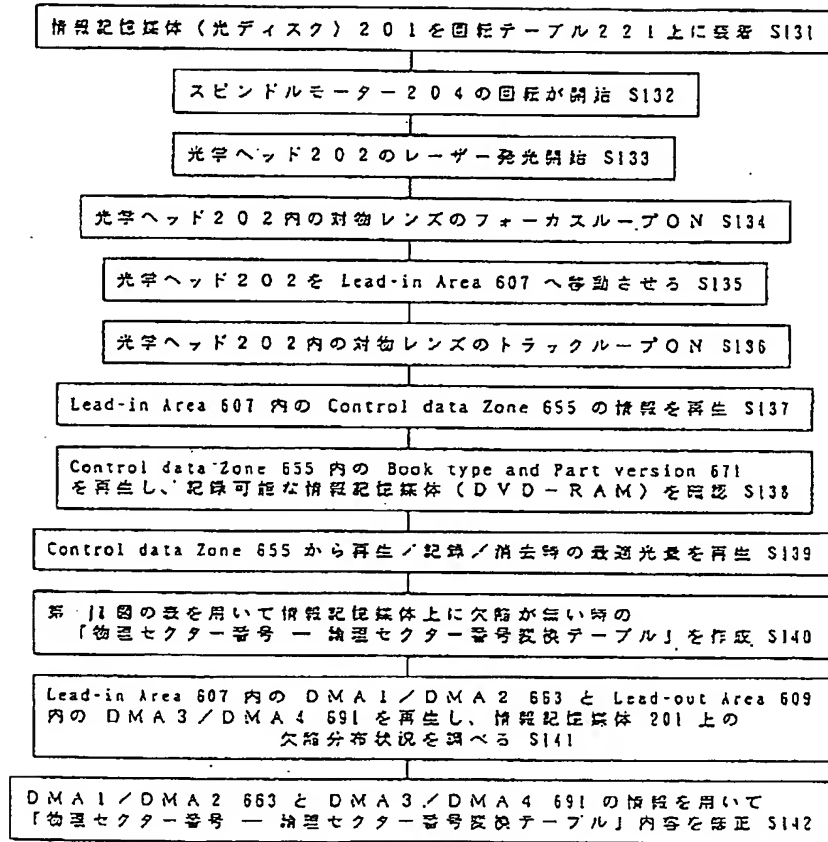 情報記憶媒体（光ディスク）２０１を回転テーブル２２１上に装着 S131
スピンドルモーター２０４の回転が開始 S132
光学ヘッド２０２のレーザー発光開始 S133
光学ヘッド２０２内の対物レンズのフォーカスループＯＮ S134
光学ヘッド２０２を Lead-in Area 607 へ移動させる S135
光学ヘッド２０２内の対物レンズのトラックループＯＮ S136
Lead-in Area 607 内の Control data Zone 655 の情報を再生 S137
Control data Zone 655 内の Book type and Part version 671
を再生し、記録可能な情報記憶媒体（ＤＶＤ－ＲＡＭ）を確認 S138
Control data Zone 655 から再生／記録／消去時の最適光量を再生 S139
第 11 図の表を用いて情報記憶媒体上に欠陥が無い時の
「物理セクター番号 ― 論理セクター番号変換テーブル」を作成 S140
Lead-in Area 607 内の ＤＭＡ１／ＤＭＡ２ 663 と Lead-out Area 609
内の ＤＭＡ３／ＤＭＡ４ 691 を再生し、情報記憶媒体 201 上の
欠陥分布状況を調べる S141
ＤＭＡ１／ＤＭＡ２ 663 と ＤＭＡ３／ＤＭＡ４ 691 の情報を用いて
「物理セクター番号 ― 論理セクター番号変換テーブル」内容を修正 S142